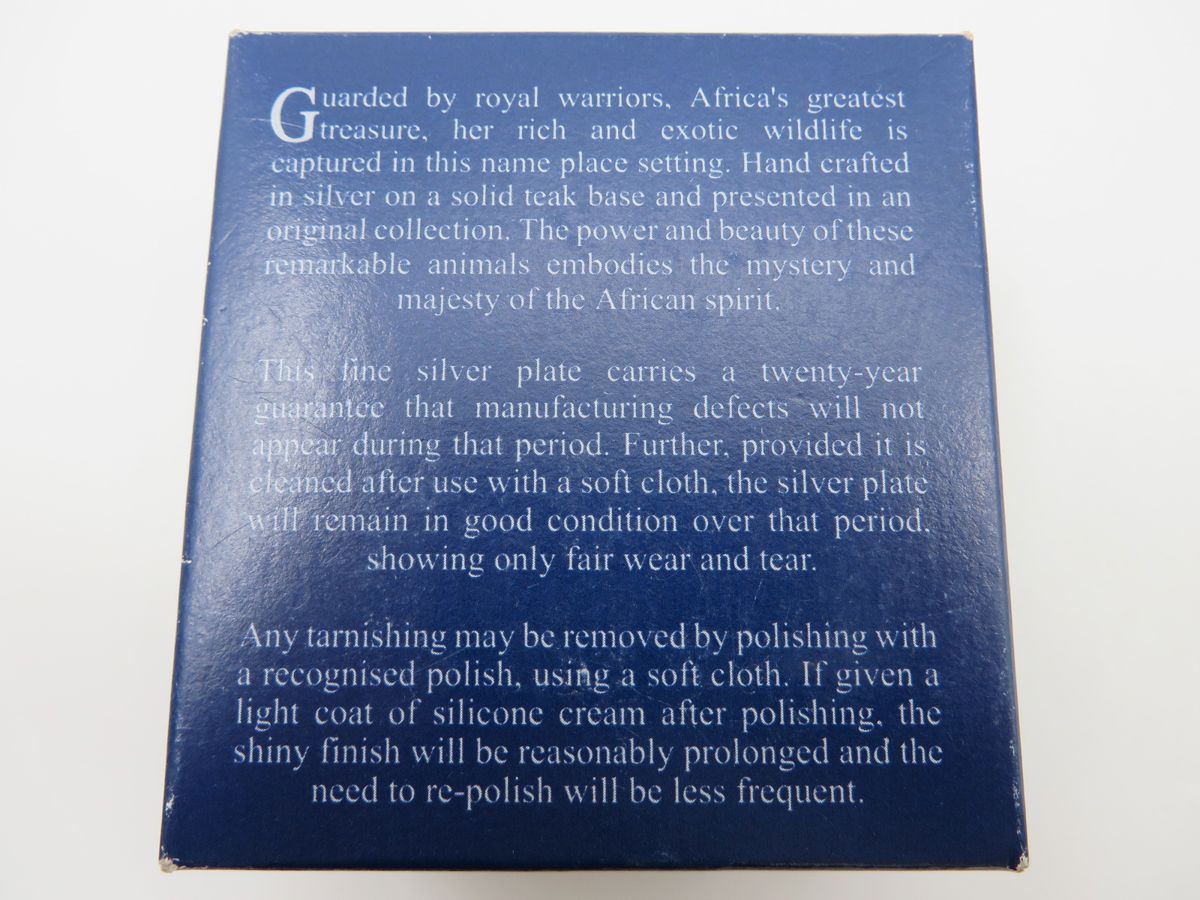 Guarded by royal warriors, Africa's greatest
treasure, her rich and exotic wildlife is
captured in this name place setting. Hand crafted
in silver on a solid teak base and presented in an
original collection. The power and beauty of these
remarkable animals embodies the mystery and
majesty of the African spirit.
This fine silver plate carries a twenty-year
guarantee that manufacturing defects will not
appear during that period. Further, provided it is
cleaned after use with a soft cloth, the silver plate
will remain in good condition over that period,
showing only fair wear and tear.
Any tarnishing may be removed by polishing with
a recognised polish, using a soft cloth. If given a
light coat of silicone cream after polishing, the
shiny finish will be reasonably prolonged and the
need to re-polish will be less frequent.